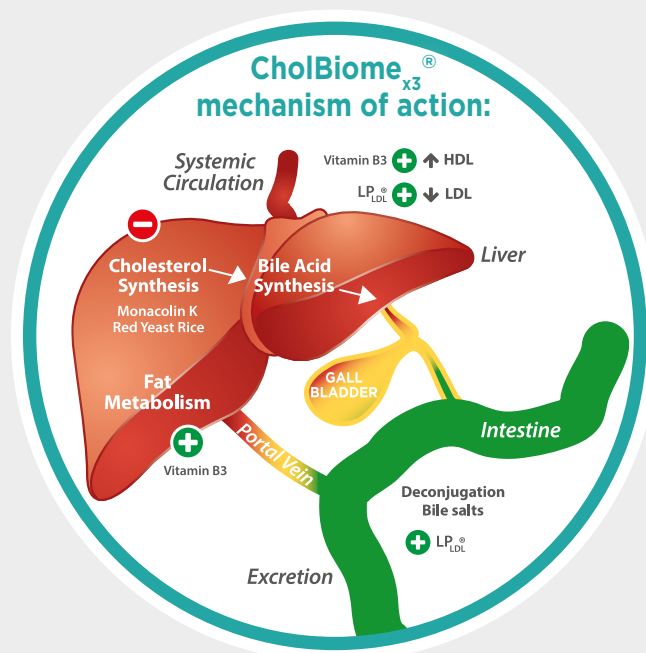 CholBiome x3®
mechanism of action:
Systemic
Circulation
Vitamin B3 + ↑ HDL
LP LDL® + ↓ LDL
Liver
Cholesterol
Synthesis
Monacolin K
Red Yeast Rice
Bile Acid
Synthesis
Fat
Metabolism
Vitamin B3
GALL
BLADDER
Portal Vein
Intestine
Deconjugation
Bile salts
+ LP LDL®
Excretion